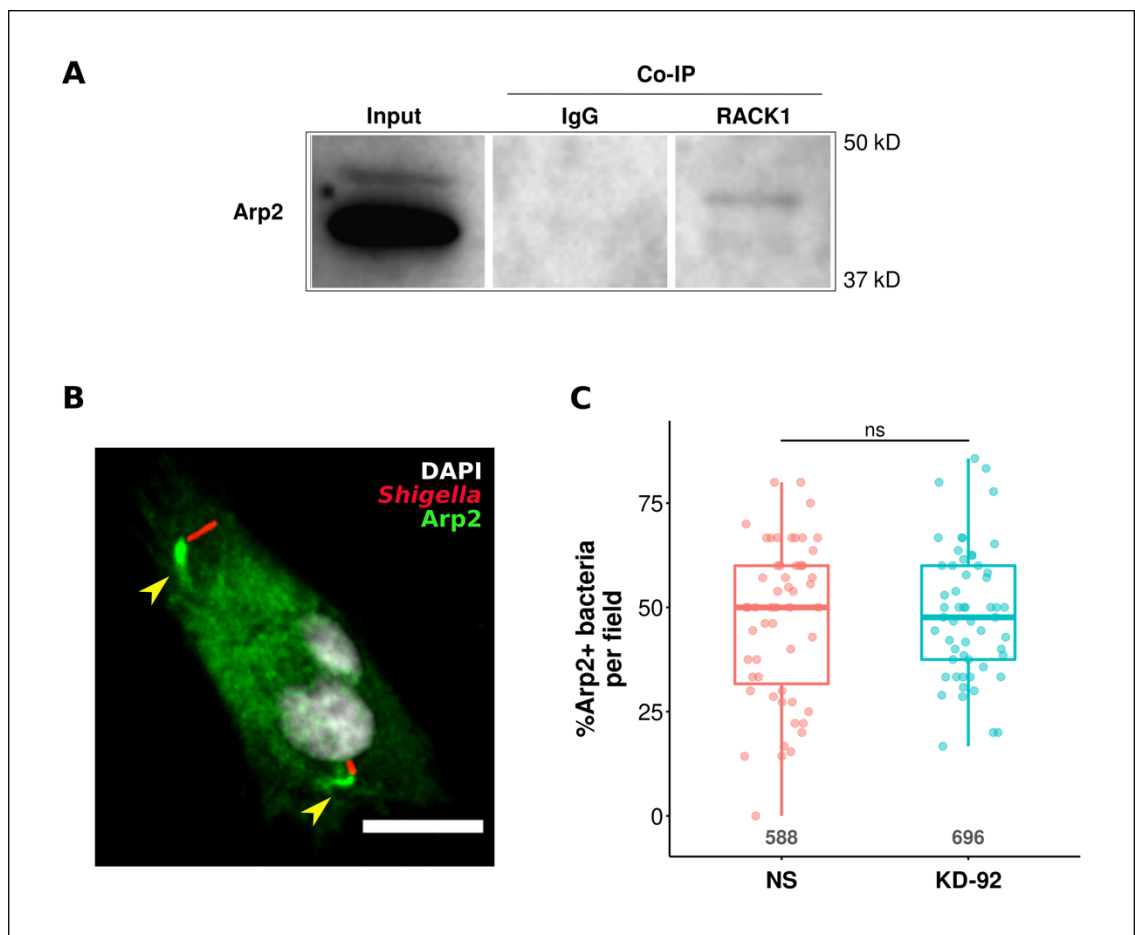 A
Co-IP
Input IgG RACK1
50 kD
Arp2
37 kD
B
DAPI
Shigella
Arp2
C
ns
%Arp2+ bacteria
per field
75
50
25
0
588 696
NS KD-92